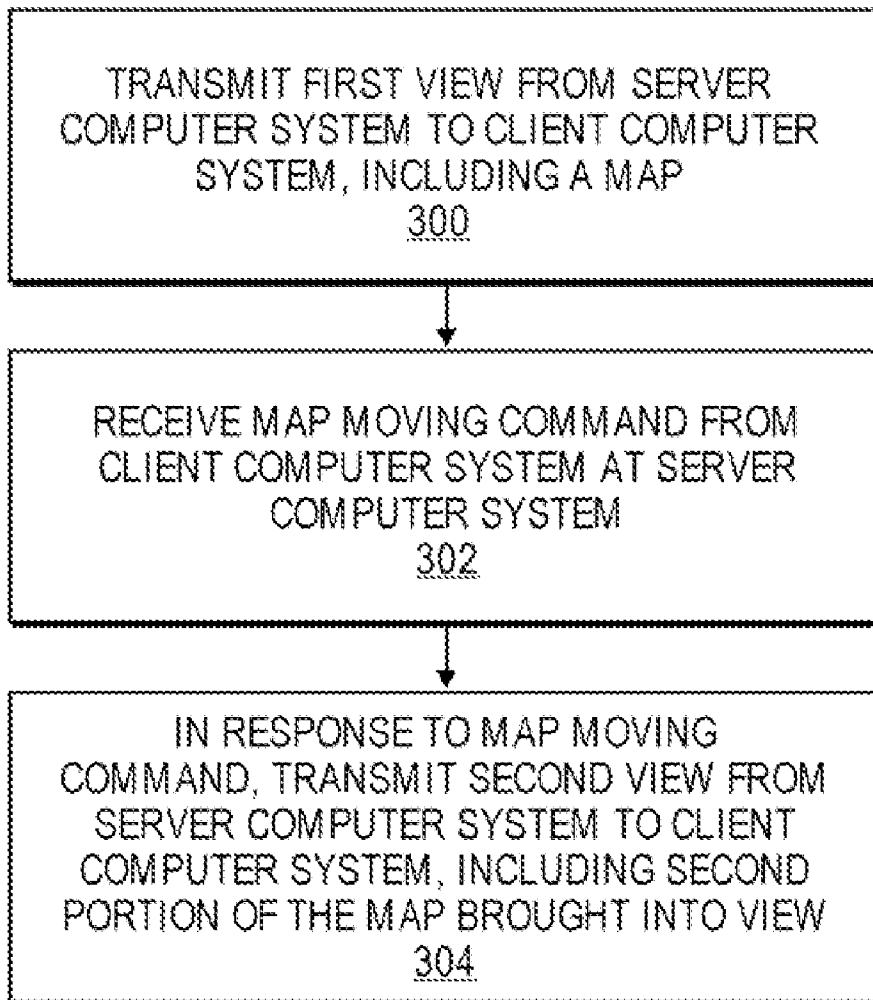 TRANSMIT FIRST VIEW FROM SERVER
COMPUTER SYSTEM TO CLIENT COMPUTER
SYSTEM, INCLUDING A MAP
300
RECEIVE MAP MOVING COMMAND FROM
CLIENT COMPUTER SYSTEM AT SERVER
COMPUTER SYSTEM
302
IN RESPONSE TO MAP MOVING
COMMAND, TRANSMIT SECOND VIEW FROM
SERVER COMPUTER SYSTEM TO CLIENT
COMPUTER SYSTEM, INCLUDING SECOND
PORTION OF THE MAP BROUGHT INTO VIEW
304